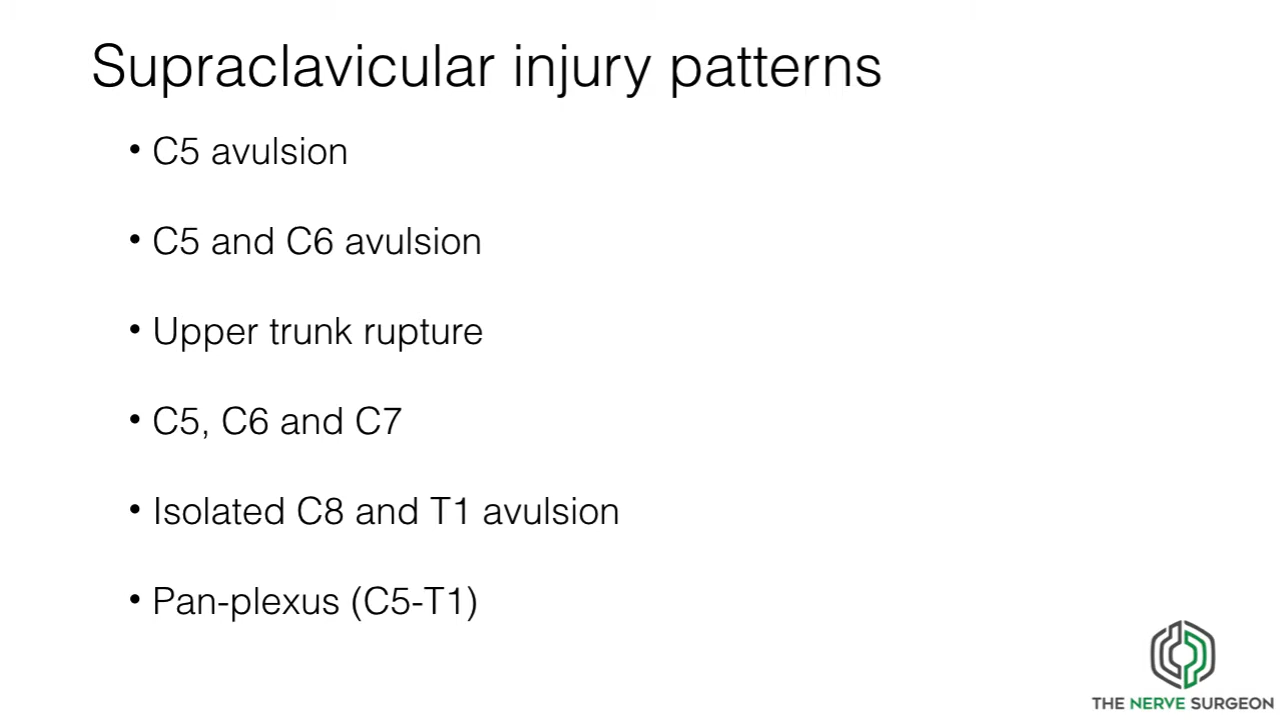 Supraclavicular injury patterns
• C5 avulsion
• C5 and C6 avulsion
• Upper trunk rupture
• C5, C6 and C7
• Isolated C8 and T1 avulsion
• Pan-plexus (C5-T1)
THE NERVE SURGEON